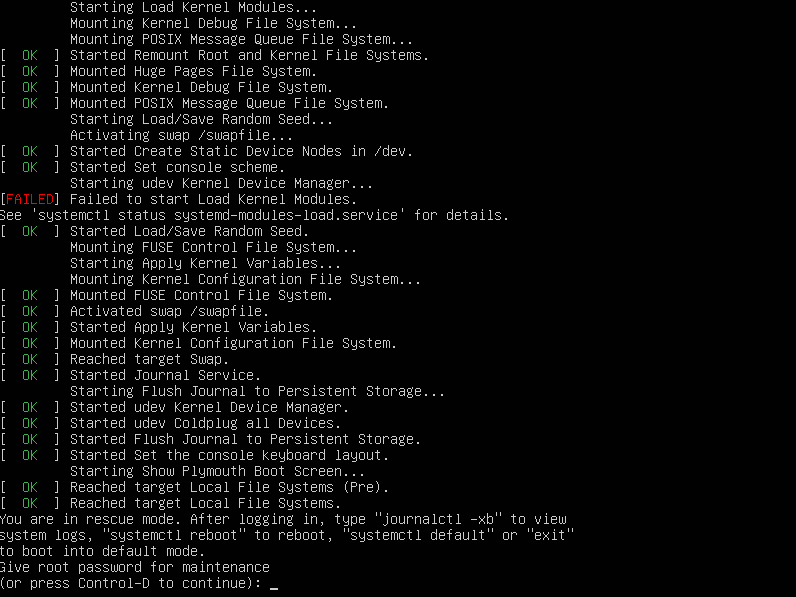 Starting Load Kernel Modules...
Mounting Kernel Debug File System...
Mounting POSIX Message Queue File System...
[  OK  ] Started Remount Root and Kernel File Systems.
[  OK  ] Mounted Huge Pages File System.
[  OK  ] Mounted Kernel Debug File System.
[  OK  ] Mounted POSIX Message Queue File System.
Starting Load/Save Random Seed...
Activating swap /swapfile...
[  OK  ] Started Create Static Device Nodes in /dev.
[  OK  ] Started Set console scheme.
Starting udev Kernel Device Manager...
[FAILED] Failed to start Load Kernel Modules.
See 'systemctl status systemd-modules-load.service' for details.
[  OK  ] Started Load/Save Random Seed.
Mounting FUSE Control File System...
Starting Apply Kernel Variables...
Mounting Kernel Configuration File System...
[  OK  ] Mounted FUSE Control File System.
[  OK  ] Activated swap /swapfile.
[  OK  ] Started Apply Kernel Variables.
[  OK  ] Mounted Kernel Configuration File System.
[  OK  ] Reached target Swap.
[  OK  ] Started Journal Service.
Starting Flush Journal to Persistent Storage...
[  OK  ] Started udev Kernel Device Manager.
[  OK  ] Started udev Coldplug all Devices.
[  OK  ] Started Flush Journal to Persistent Storage.
[  OK  ] Started Set the console keyboard layout.
Starting Show Plymouth Boot Screen...
[  OK  ] Reached target Local File Systems (Pre).
[  OK  ] Reached target Local File Systems.
You are in rescue mode. After logging in, type "journalctl -xb" to view
system logs, "systemctl reboot" to reboot, "systemctl default" or "exit"
to boot into default mode.
Give root password for maintenance
(or press Control-D to continue): _